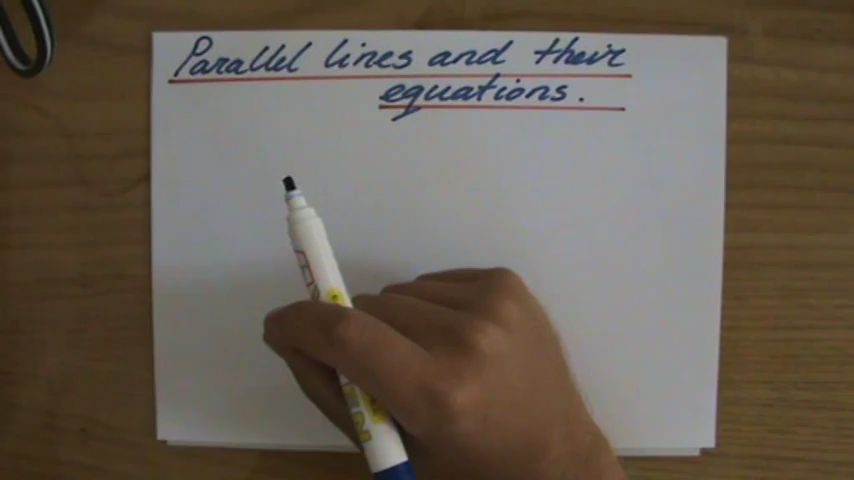 Parallel lines and their
equations.